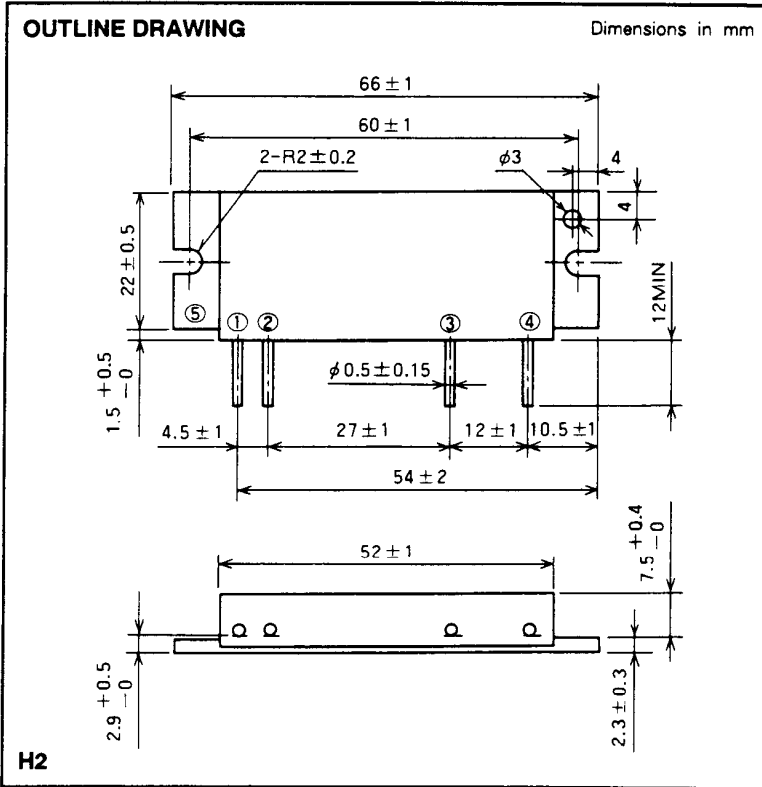 OUTLINE DRAWING
Dimensions in mm
66±1
60±1
2-R2±0.2
φ3
4
4
22±0.5
12MIN
⑤
①
②
③
④
φ0.5±0.15
1.5 +0.5 −0
4.5±1
27±1
12±1
10.5±1
54±2
52±1
7.5 +0.4 −0
2.9 +0.5 −0
2.3±0.3
H2